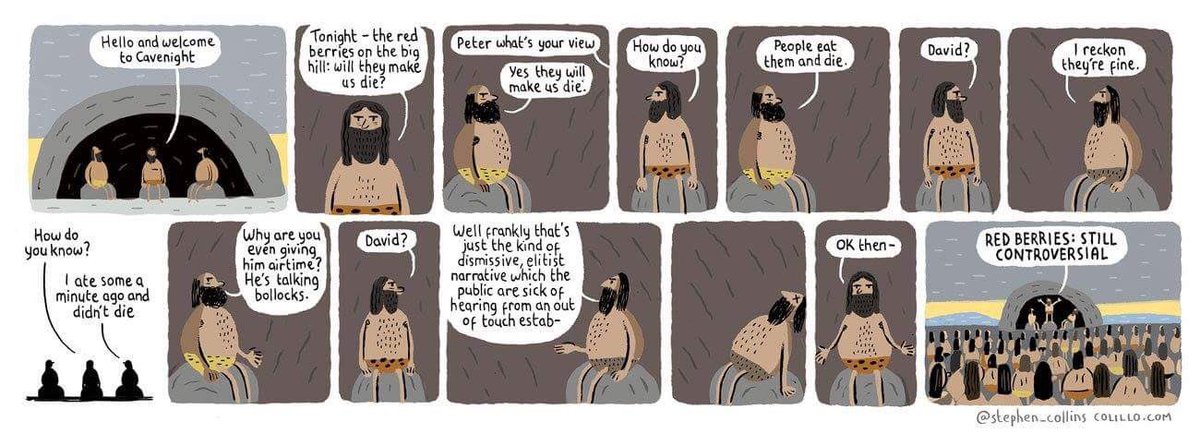 Hello and welcome
to Cavenight
Tonight - the red
berries on the big
hill: will they make
us die?
Peter what's your view
Yes they will
make us die.
How do you
know?
People eat
them and die.
David?
I reckon
they're fine.
How do
you know?
I ate some a
minute ago and
didn't die
Why are you
even giving
him airtime?
He's talking
bollocks.
David?
Well frankly that's
just the kind of
dismissive, elitist
narrative which the
public are sick of
hearing from an out
of touch estab-
OK then-
RED BERRIES: STILL
CONTROVERSIAL
@stephen_collins COLILLO.COM